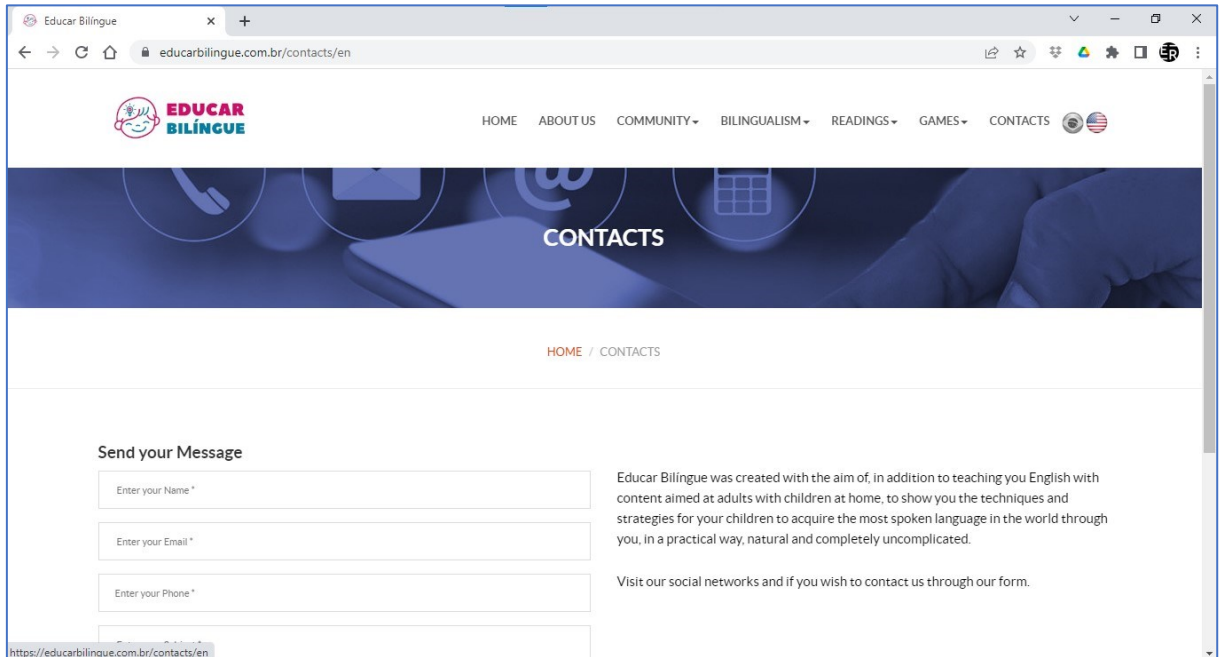 Educar Bilíngue
educarbilingue.com.br/contacts/en
EDUCAR
BILÍNGUE
HOME ABOUT US COMMUNITY BILINGUALISM READINGS GAMES CONTACTS
@
CONTACTS
HOME / CONTACTS
Send your Message
Enter your Name *
Enter your Email *
Enter your Phone *
Educar Bilíngue was created with the aim of, in addition to teaching you English with
content aimed at adults with children at home, to show you the techniques and
strategies for your children to acquire the most spoken language in the world through
you, in a practical way, natural and completely uncomplicated.
Visit our social networks and if you wish to contact us through our form.
https://educarbilingue.com.br/contacts/en